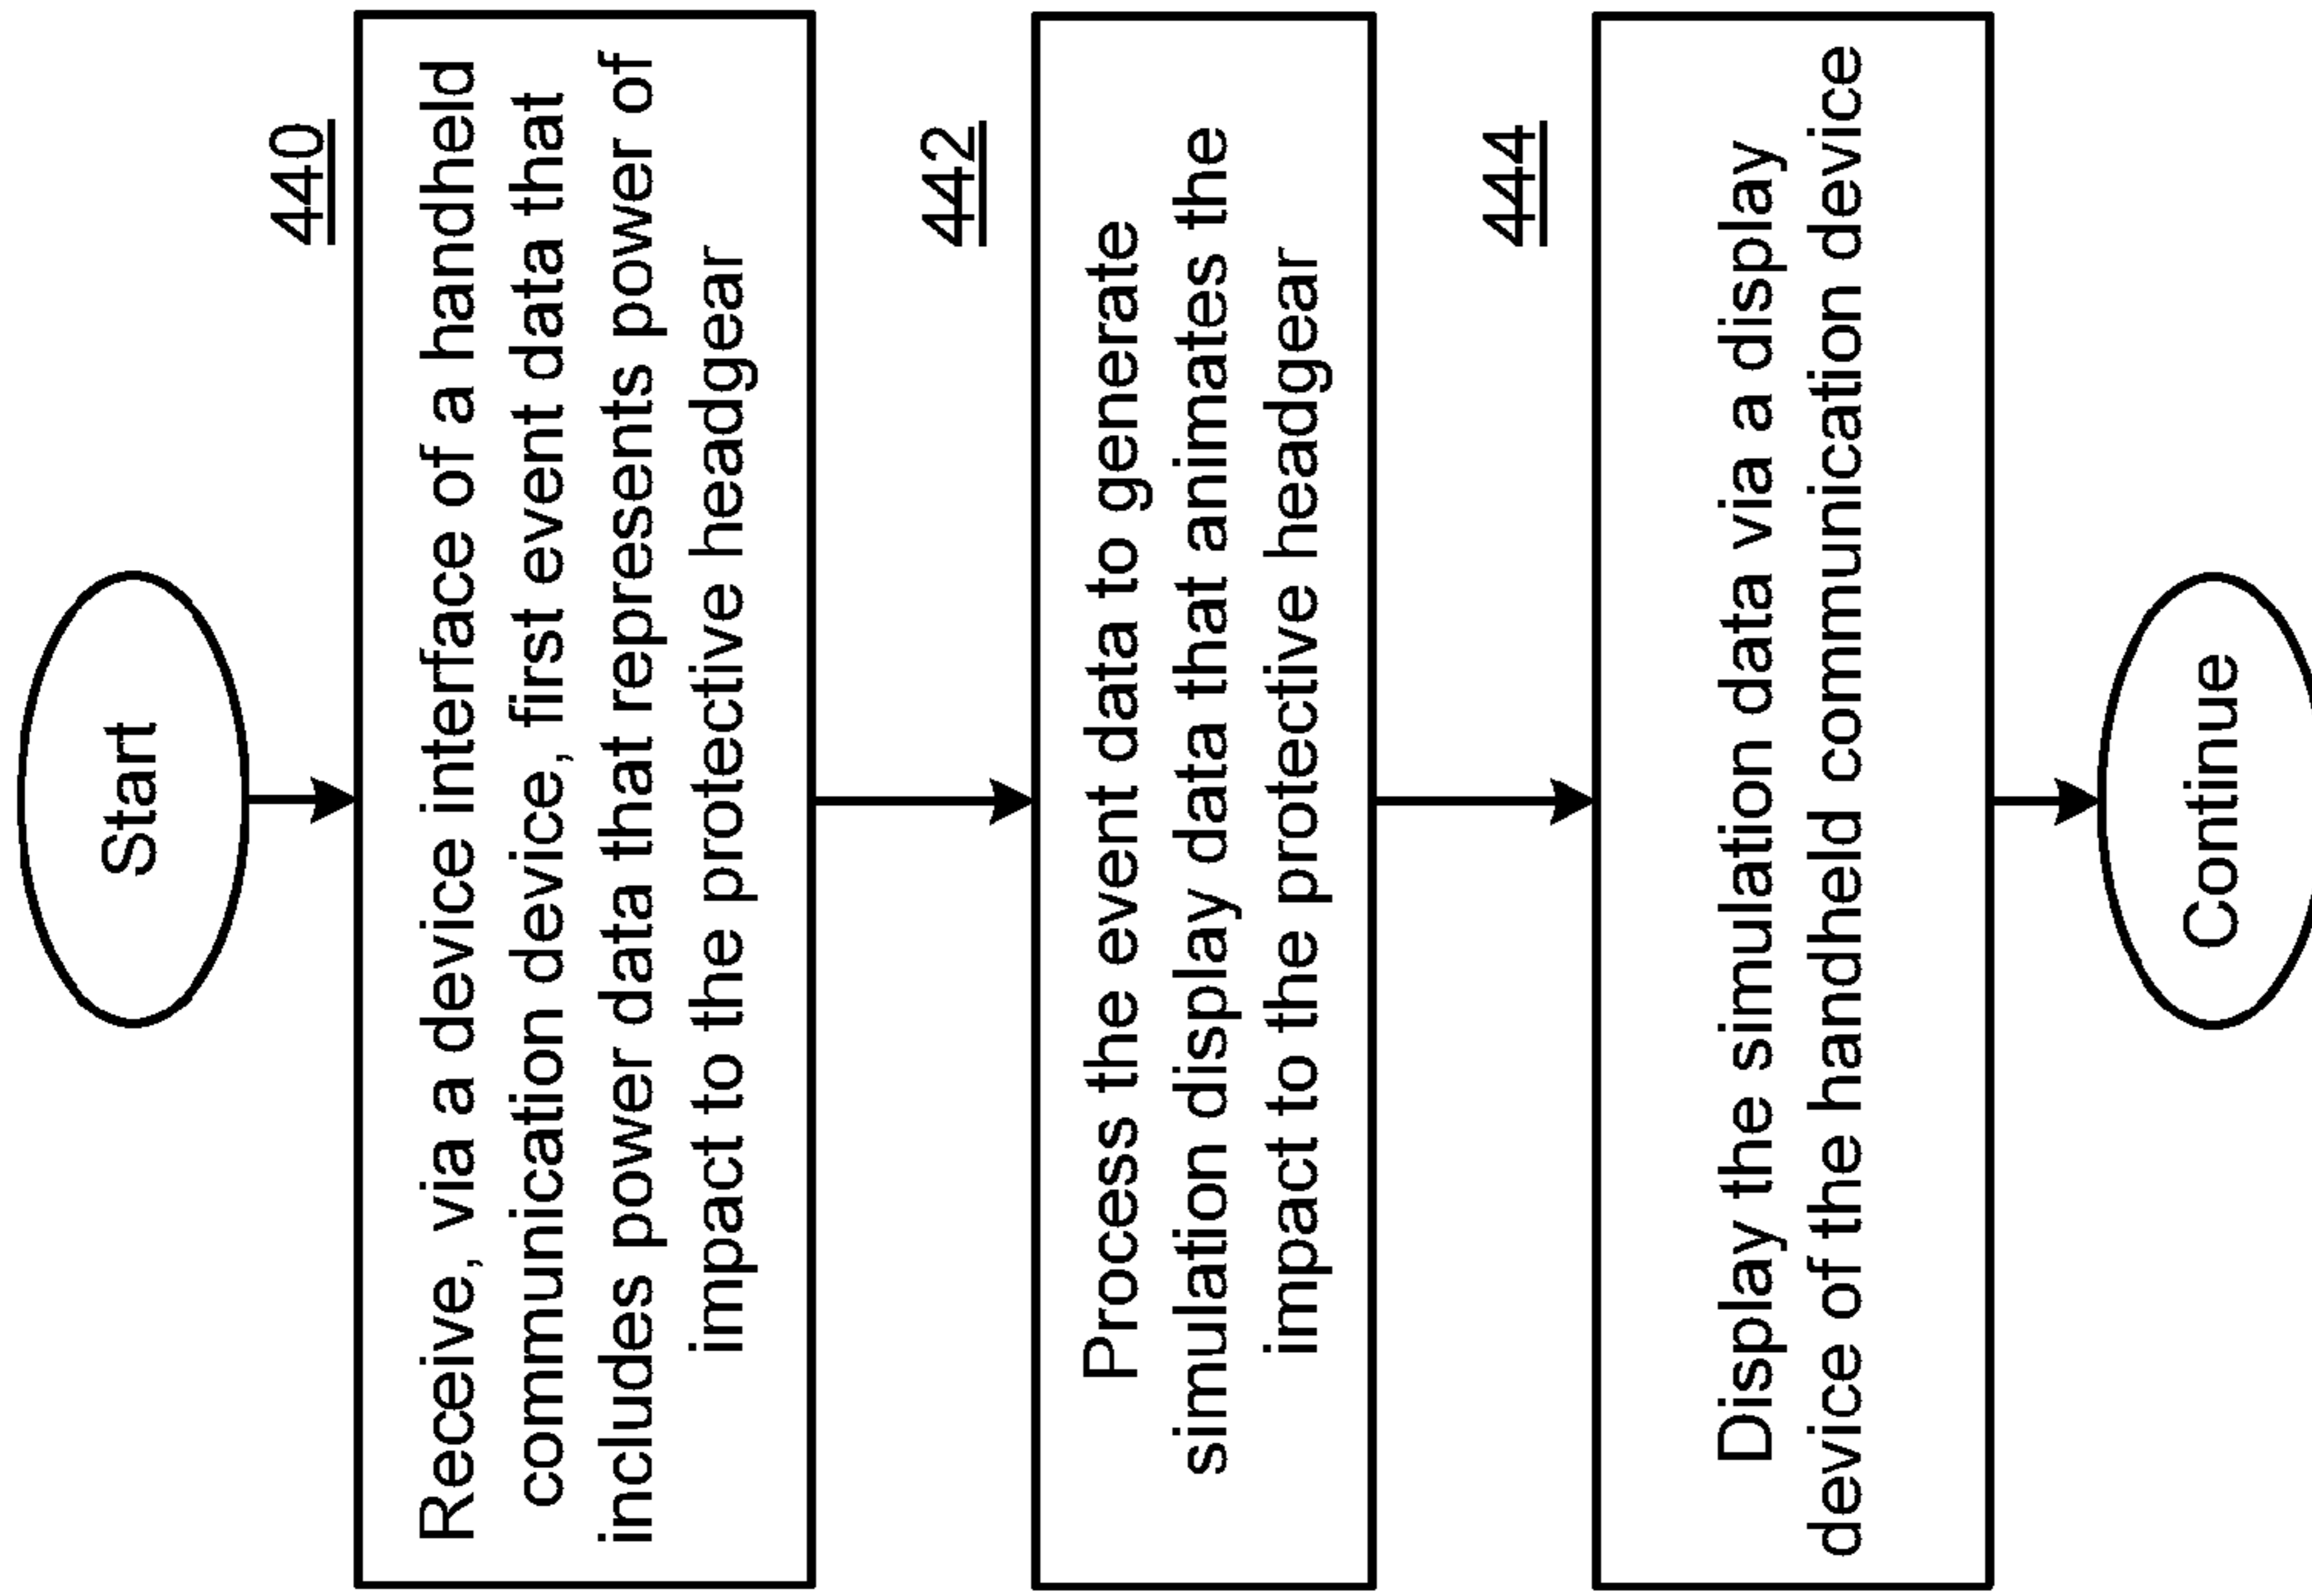 Start
440
Receive, via a device interface of a handheld
communication device, first event data that
includes power data that represents power of
impact to the protective headgear
442
Process the event data to generate
simulation display data that animates the
impact to the protective headgear
444
Display the simulation data via a display
device of the handheld communication device
Continue